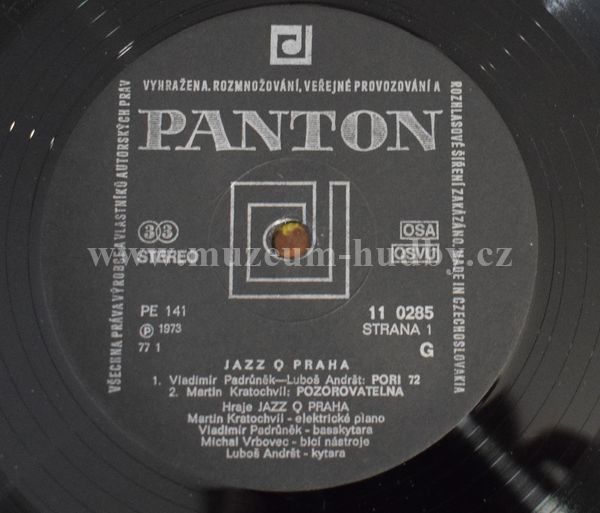 VYHRAŽENA. ROZMNOŽOVÁNÍ, VEŘEJNÉ PROVOZOVÁNÍ A
ROZHLASOVÉ ŠÍŘENÍ ZAKÁZÁNO. MADE IN CZECHOSLOVAKIA
VŠECHNA PRÁVA VÝROBCE A VLASTNÍKŮ AUTORSKÝCH PRÁV
PANTON
33
STEREO
OSA
OSVU
www.muzeum-hudby.cz
PE 141
Ⓟ 1973
77 1
11 0285
STRANA 1
G
JAZZ Q PRAHA
1. Vladimír Padrůněk—Luboš Andršt: PORI 72
2. Martin Kratochvíl: POZOROVATELNA
Hraje JAZZ Q PRAHA
Martin Kratochvíl - elektrické piano
Vladimír Padrůněk - basakytara
Michal Vrbovec - bicí nástroje
Luboš Andršt - kytara